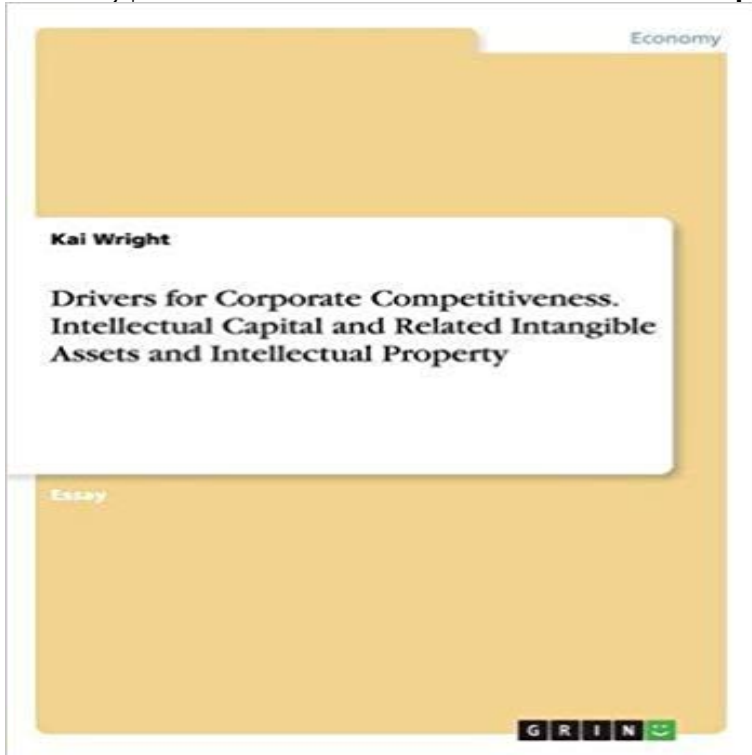 Economy
Kai Wright
Drivers for Corporate Competitiveness.
Intellectual Capital and Related Intangible
Assets and Intellectual Property
Essay
GRIN